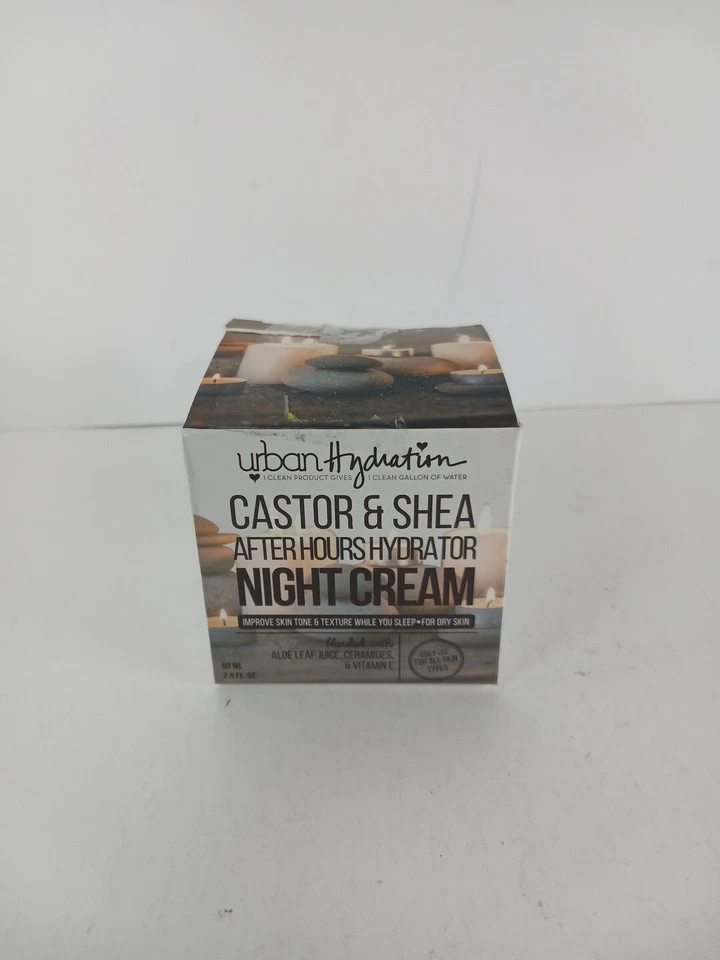 urban Hydration
1 CLEAN PRODUCT GIVES 1 CLEAN GALLON OF WATER
CASTOR & SHEA
AFTER HOURS HYDRATOR
NIGHT CREAM
IMPROVE SKIN TONE & TEXTURE WHILE YOU SLEEP•FOR DRY SKIN
blended with
ALOE LEAF JUICE, CERAMIDES,
& VITAMIN E
60 ML
2.0 FL. OZ.
DAILY USE
FOR ALL SKIN
TYPES